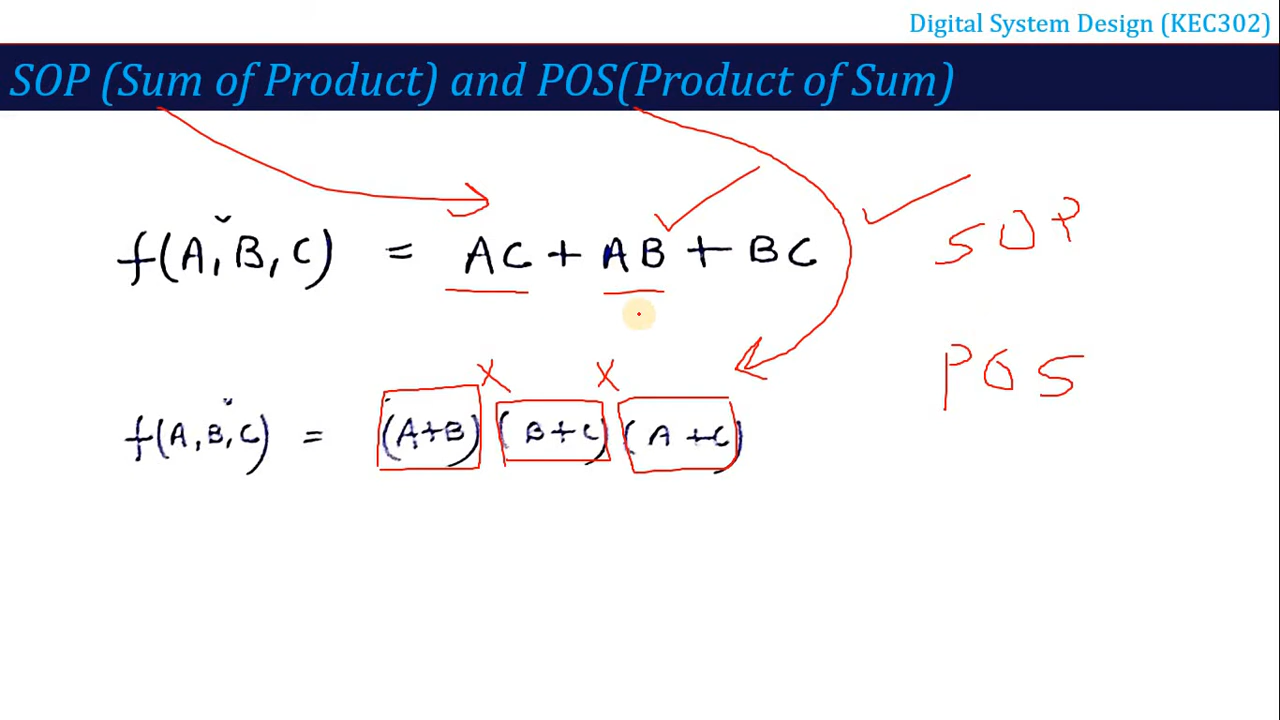 Digital System Design (KEC302)
SOP (Sum of Product) and POS(Product of Sum)
f(A, B, C) = AC + AB + BC
SOP
X X
POS
f(A, B, C) = (A+B) (B+C) (A+C)